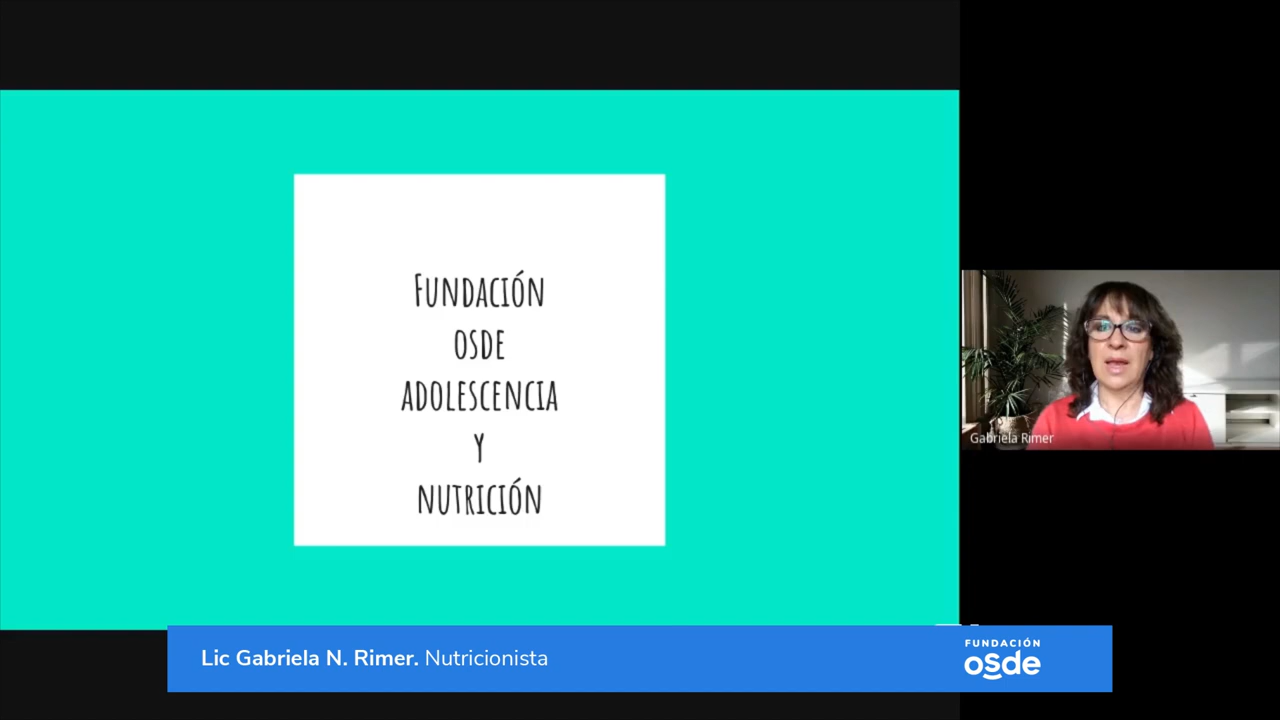 Fundación
osde
adolescencia
y
nutrición
Gabriela Rimer
Lic Gabriela N. Rimer. Nutricionista
FUNDACIÓN
osde